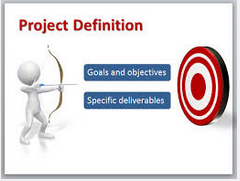 Project Definition
Goals and objectives
Specific deliverables